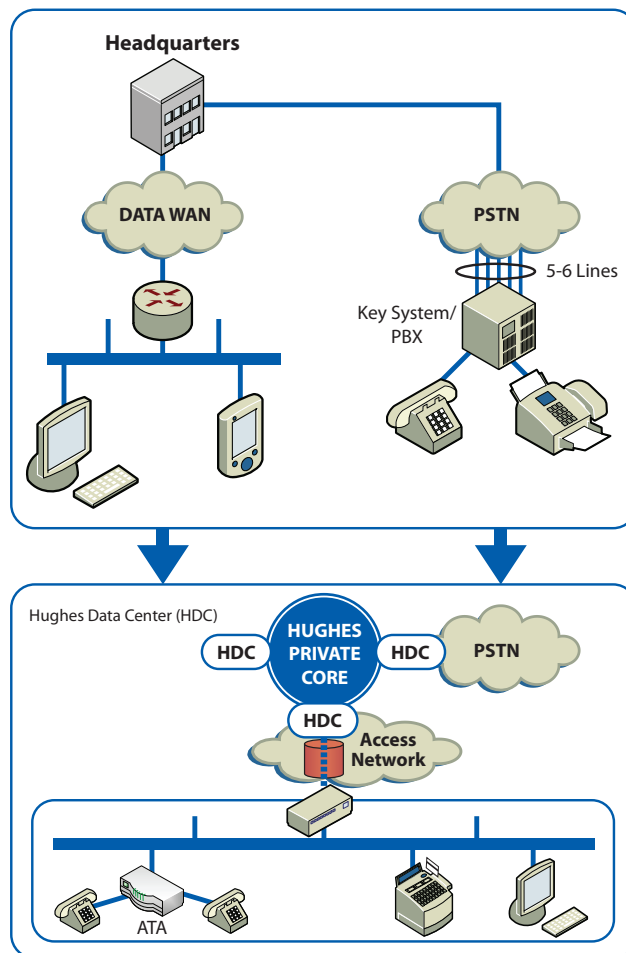 Headquarters
DATA WAN
PSTN
5-6 Lines
Key System/
PBX
Hughes Data Center (HDC)
HUGHES
PRIVATE
CORE
HDC
HDC
PSTN
HDC
Access
Network
ATA